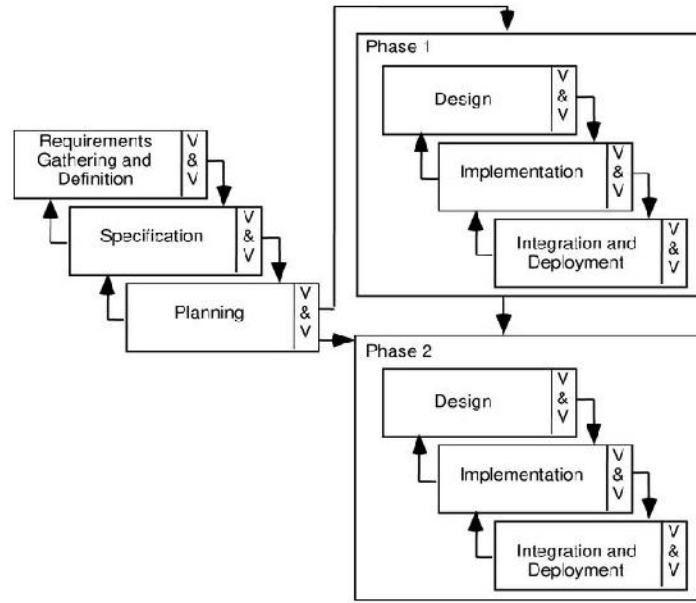 Requirements
Gathering and
Definition
V
&
V
Specification
V
&
V
Planning
V
&
V
Phase 1
Design
V
&
V
Implementation
V
&
V
Integration and
Deployment
V
&
V
Phase 2
Design
V
&
V
Implementation
V
&
V
Integration and
Deployment
V
&
V